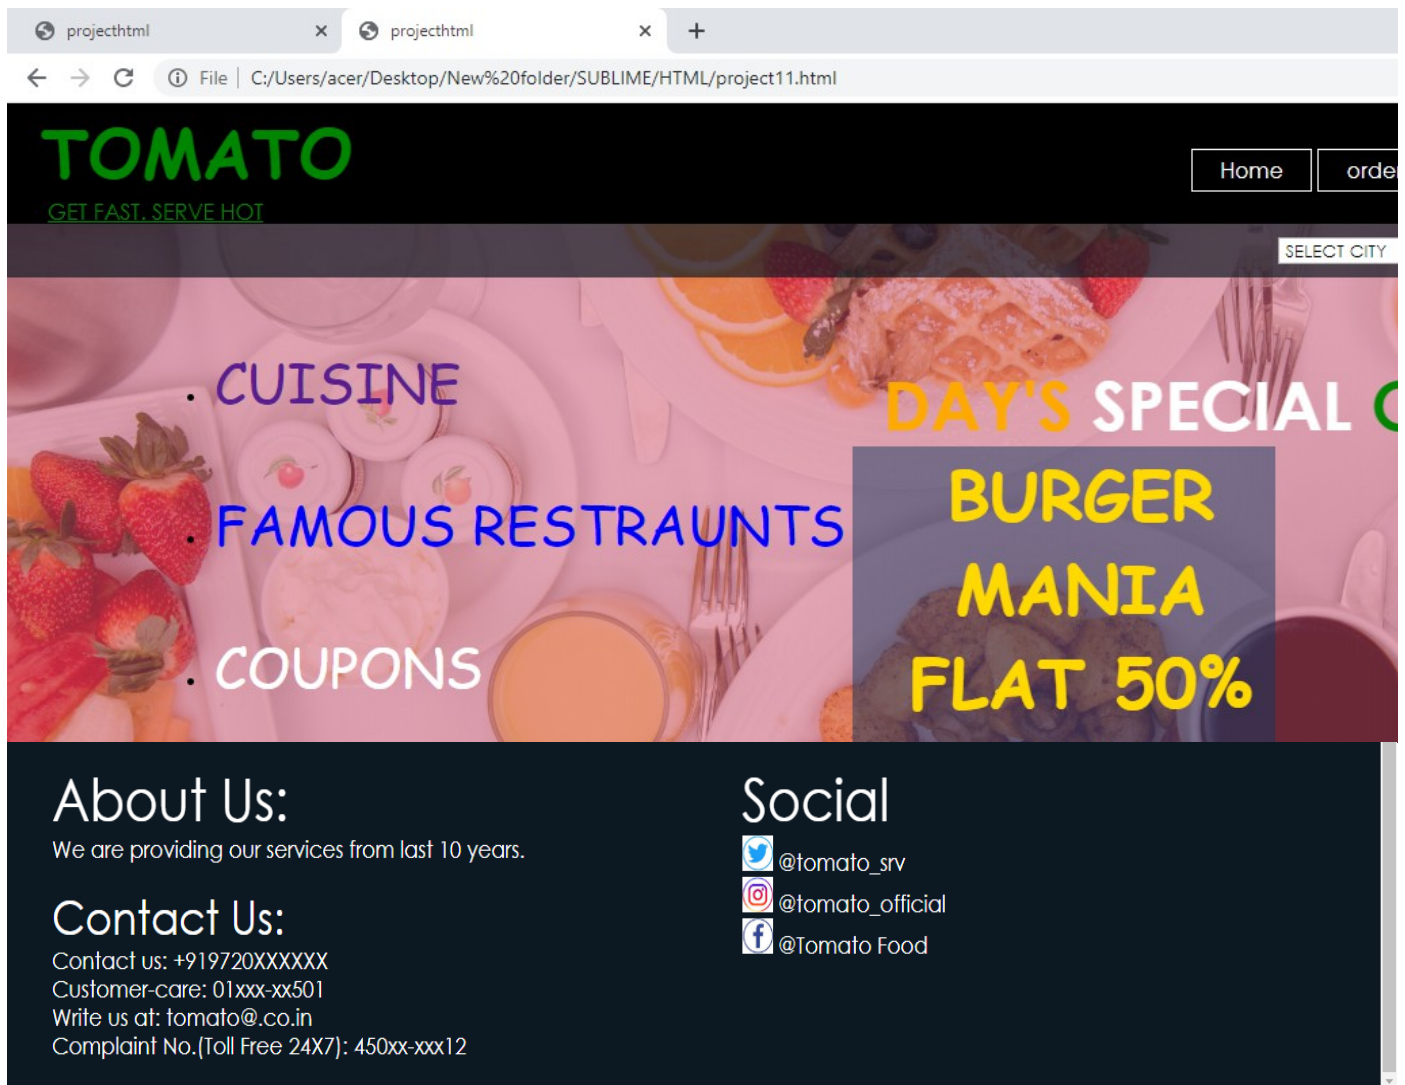 projecthtml
projecthtml
File C:/Users/acer/Desktop/New%20folder/SUBLIME/HTML/project11.html
TOMATO
GET FAST. SERVE HOT
Home
SELECT CITY
CUISINE
DAY'S SPECIAL
BURGER
MANIA
FLAT 50%
FAMOUS RESTRAUNTS
COUPONS
About Us:
We are providing our services from last 10 years.
Contact Us:
Contact us: +919720XXXXXX
Customer-care: 01xxx-xx501
Write us at: tomato@.co.in
Complaint No.(Toll Free 24X7): 450xx-xxx12
Social
@tomato_srv
@tomato_official
@Tomato Food